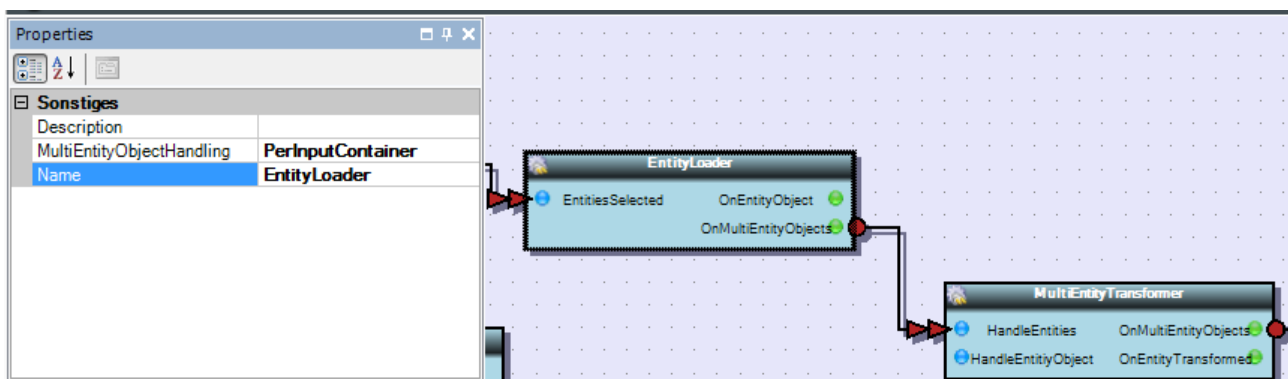 Properties
Sonstiges
Description
MultiEntityObjectHandling PerInputContainer
Name EntityLoader
EntityLoader
EntitiesSelected OnEntityObject
OnMultiEntityObjects
MultiEntityTransformer
HandleEntities OnMultiEntityObjects
HandleEntitiyObject OnEntityTransformed